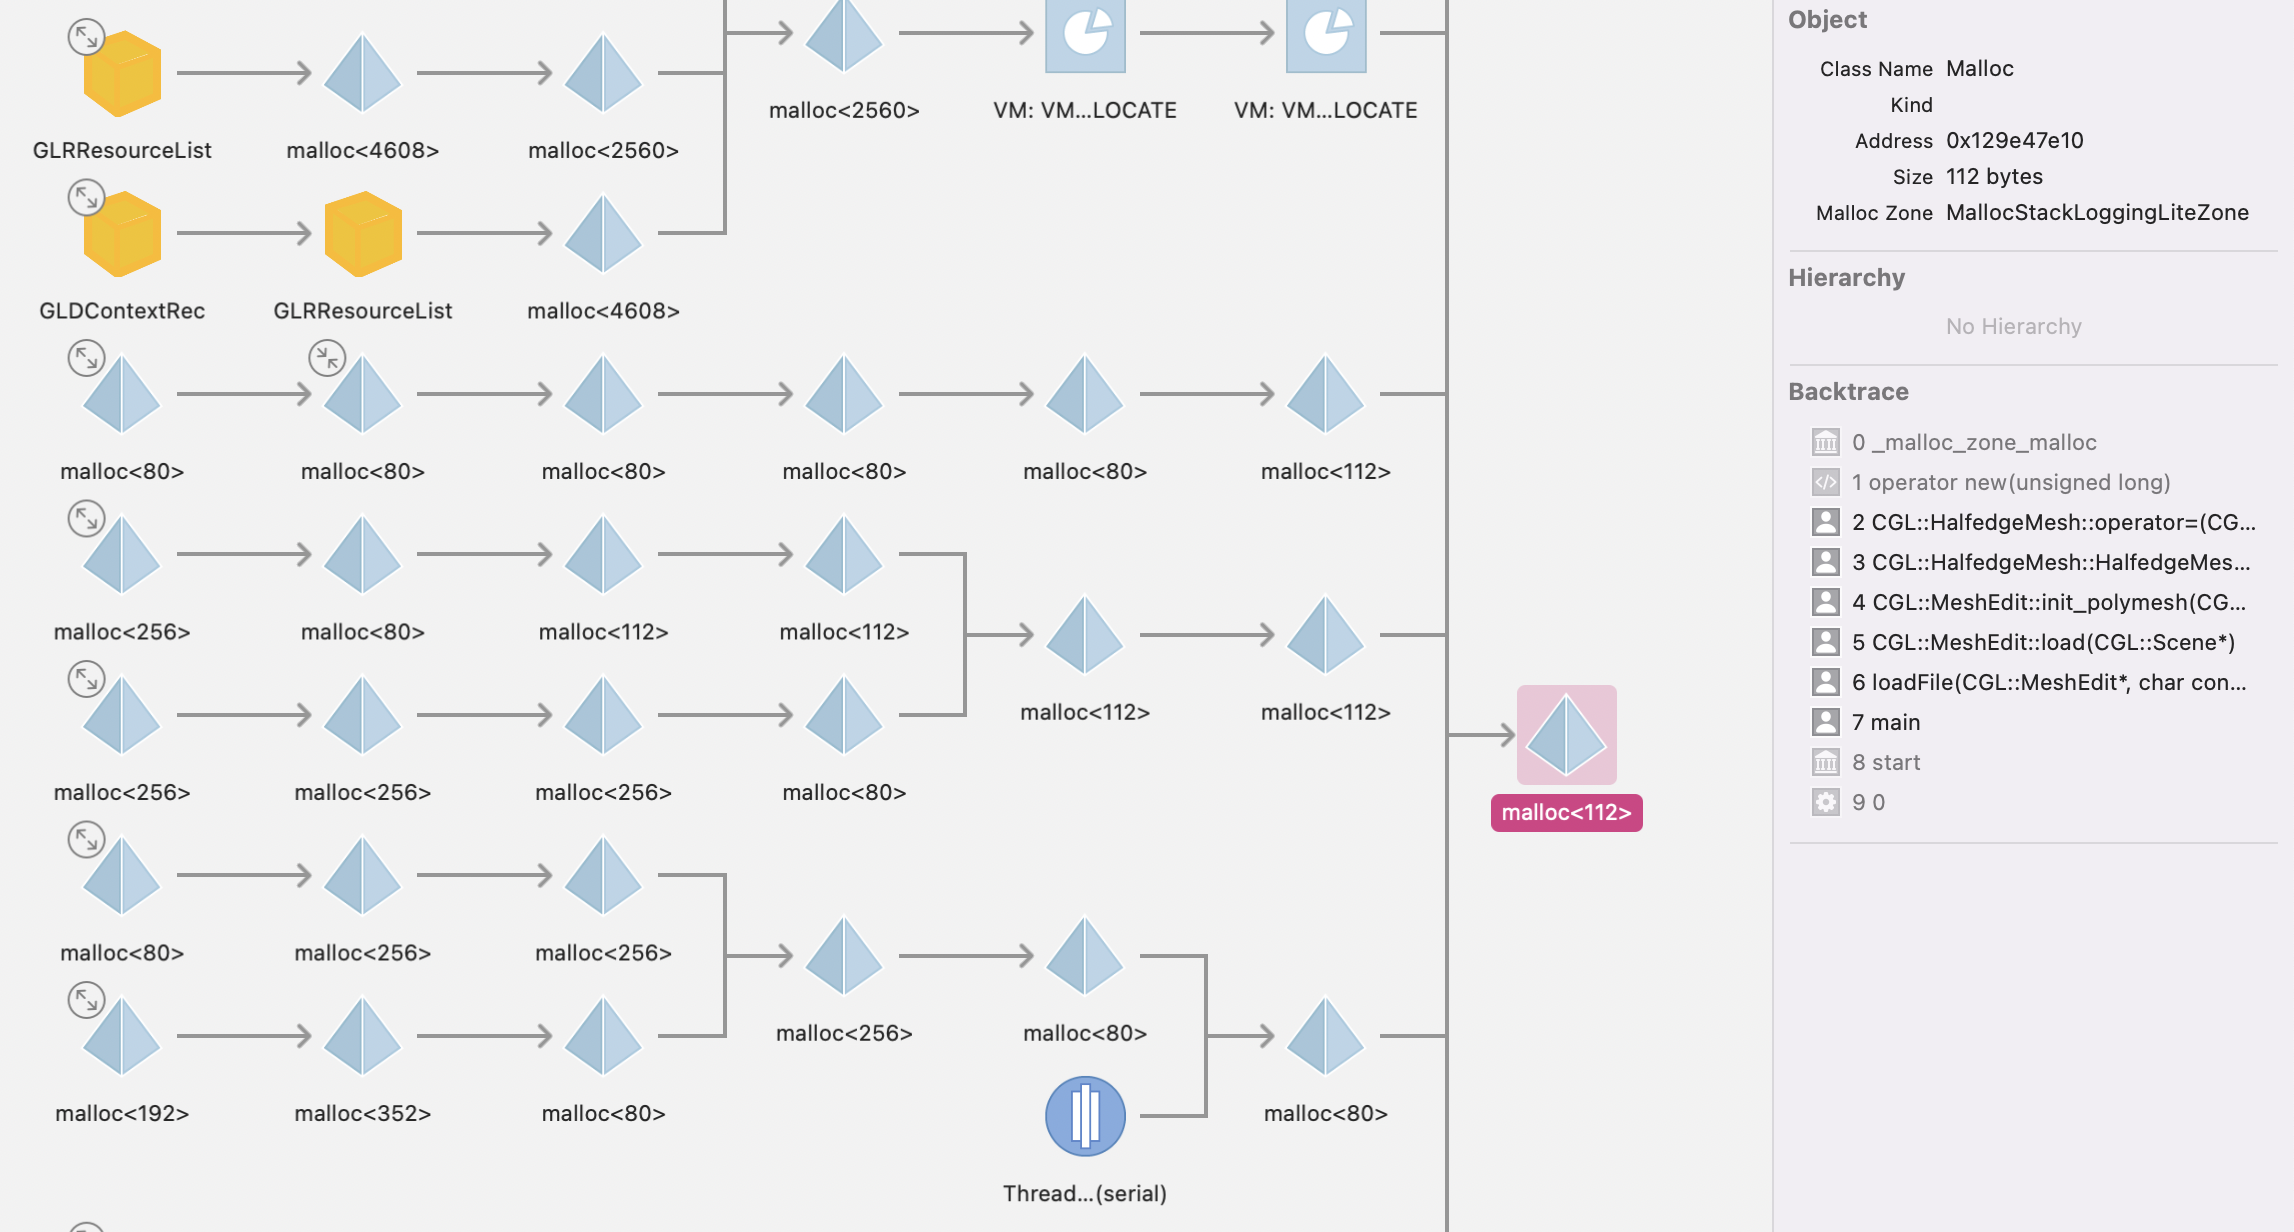 malloc<2560>
VM: VM...LOCATE
VM: VM...LOCATE
GLRResourceList
malloc<4608>
malloc<2560>
GLDContextRec
GLRResourceList
malloc<4608>
malloc<80>
malloc<80>
malloc<80>
malloc<80>
malloc<80>
malloc<112>
malloc<256>
malloc<80>
malloc<112>
malloc<112>
malloc<112>
malloc<112>
malloc<256>
malloc<256>
malloc<256>
malloc<80>
malloc<112>
malloc<80>
malloc<256>
malloc<256>
malloc<256>
malloc<80>
malloc<192>
malloc<352>
malloc<80>
malloc<80>
Thread...(serial)
Object
Class Name Malloc
Kind
Address 0x129e47e10
Size 112 bytes
Malloc Zone MallocStackLoggingLiteZone
Hierarchy
No Hierarchy
Backtrace
0 _malloc_zone_malloc
1 operator new(unsigned long)
2 CGL::HalfedgeMesh::operator=(CG...
3 CGL::HalfedgeMesh::HalfedgeMes...
4 CGL::MeshEdit::init_polymesh(CG...
5 CGL::MeshEdit::load(CGL::Scene*)
6 loadFile(CGL::MeshEdit*, char con...
7 main
8 start
9 0